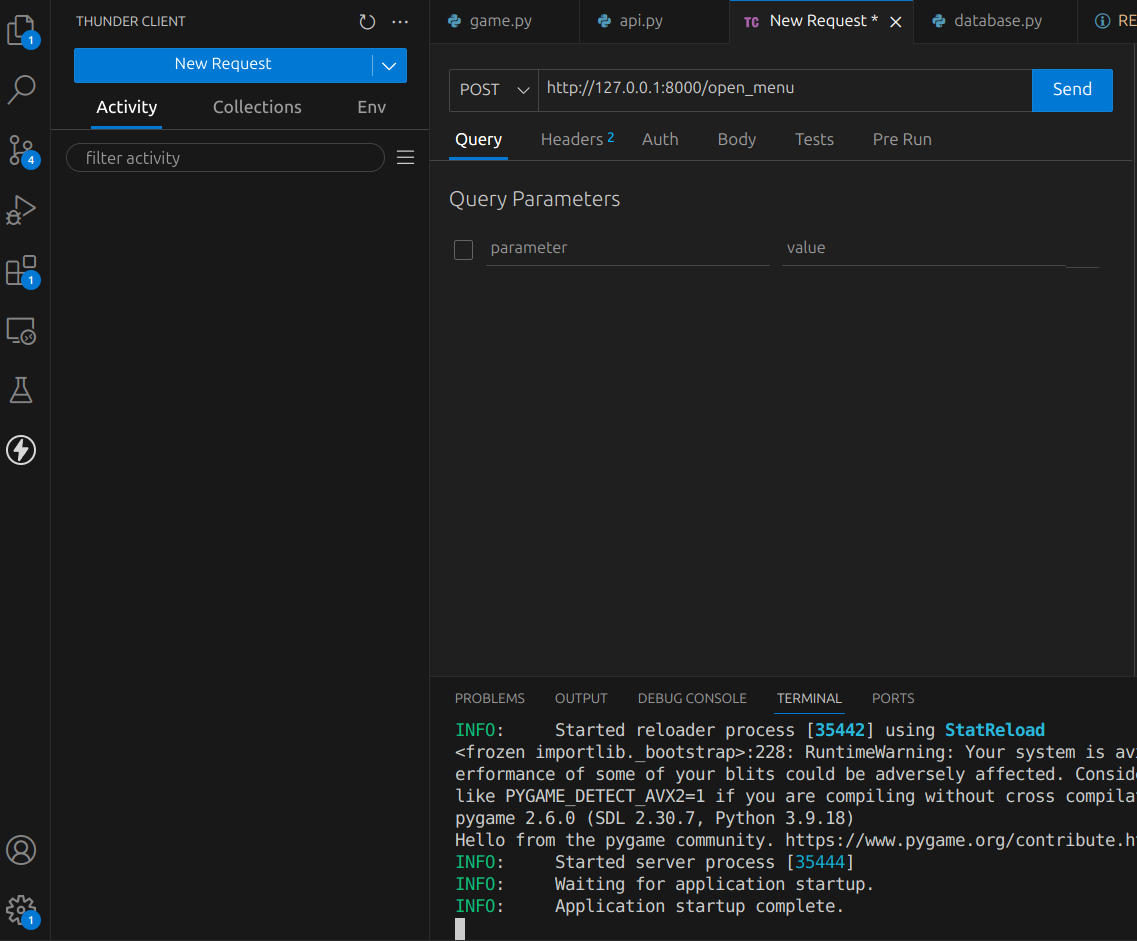 THUNDER CLIENT
New Request
Activity Collections Env
filter activity
1
4
1
1
game.py api.py TC New Request * database.py RE
POST http://127.0.0.1:8000/open_menu Send
Query Headers 2 Auth Body Tests Pre Run
Query Parameters
parameter value
PROBLEMS OUTPUT DEBUG CONSOLE TERMINAL PORTS
INFO: Started reloader process [35442] using StatReload
<frozen importlib._bootstrap>:228: RuntimeWarning: Your system is av
erformance of some of your blits could be adversely affected. Conside
like PYGAME_DETECT_AVX2=1 if you are compiling without cross compila
pygame 2.6.0 (SDL 2.30.7, Python 3.9.18)
Hello from the pygame community. https://www.pygame.org/contribute.h
INFO: Started server process [35444]
INFO: Waiting for application startup.
INFO: Application startup complete.